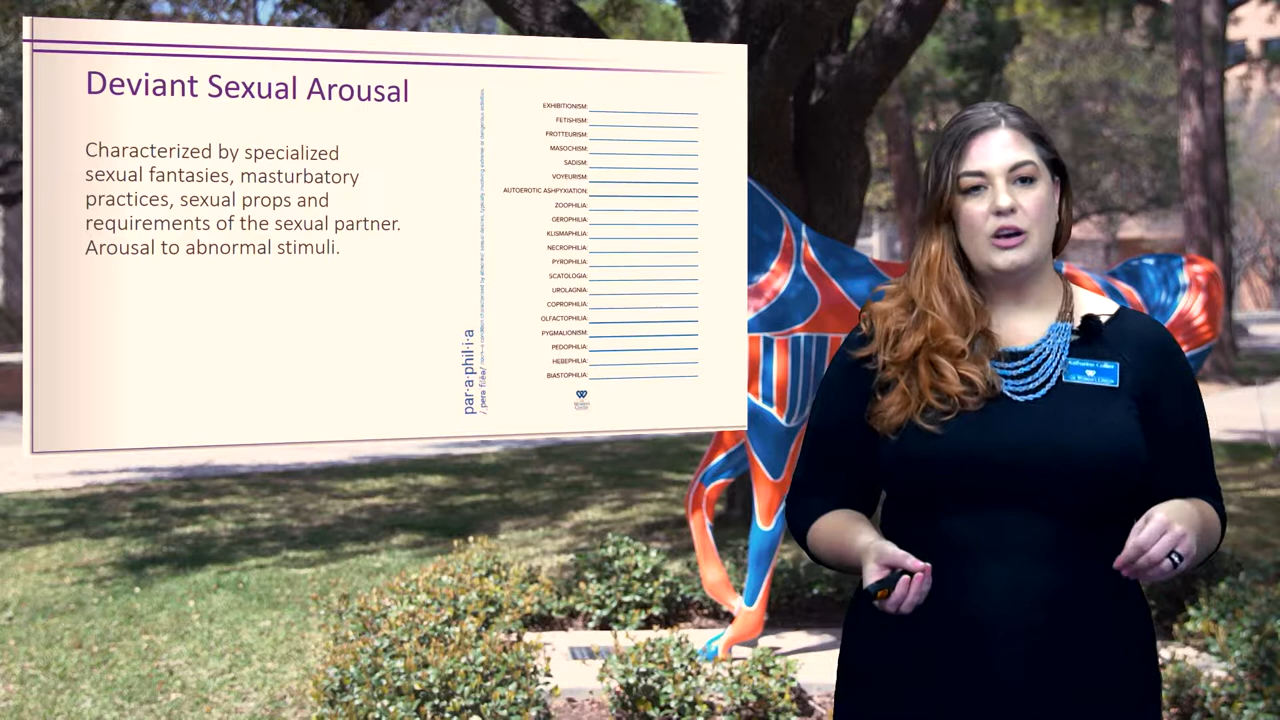 Deviant Sexual Arousal
Characterized by specialized
sexual fantasies, masturbatory
practices, sexual props and
requirements of the sexual partner.
Arousal to abnormal stimuli.
par·a·phil·i·a
EXHIBITIONISM:
FETISHISM:
FROTTEURISM:
MASOCHISM:
SADISM:
VOYEURISM:
AUTOEROTIC ASHPYXIATION:
ZOOPHILIA:
GEROPHILIA:
KLISMAPHILIA:
NECROPHILIA:
PYROPHILIA:
SCATOLOGIA:
UROLAGNIA:
COPROPHILIA:
OLFACTOPHILIA:
PYGMALIONISM:
PEDOPHILIA:
HEBEPHILIA:
BIASTOPHILIA: